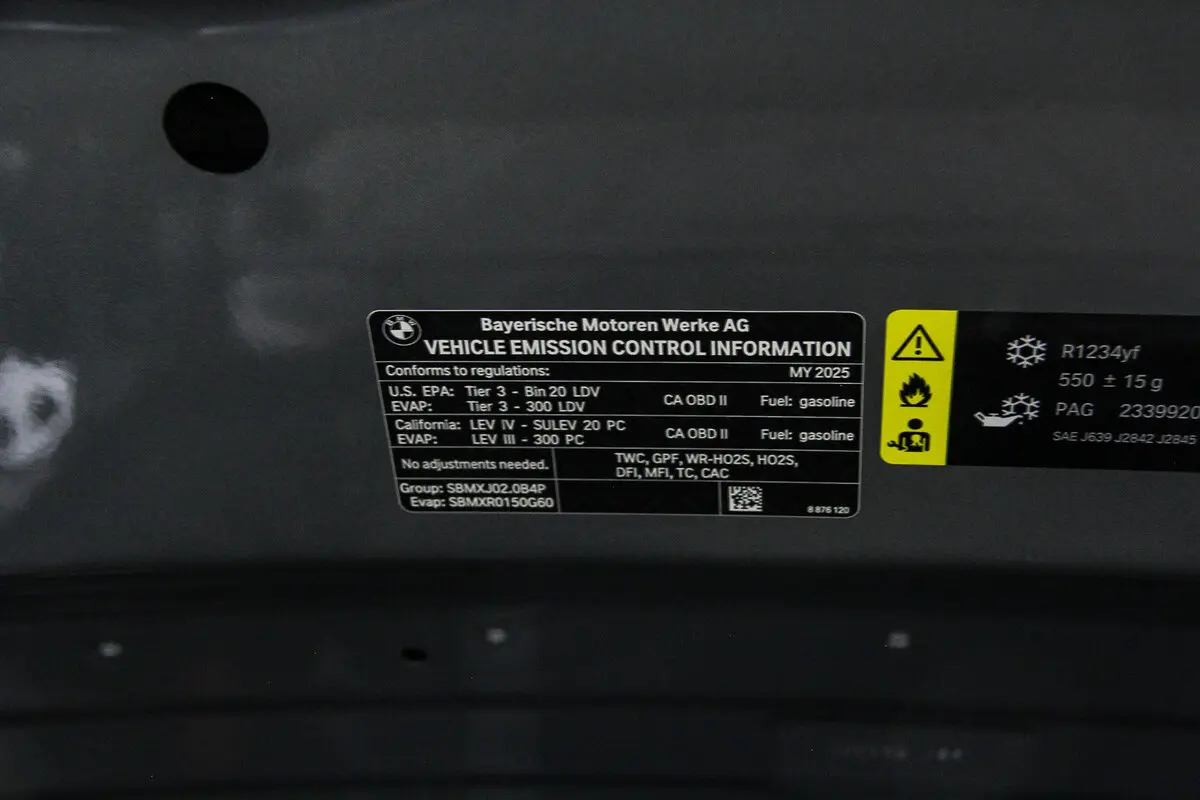 BMW
Bayerische Motoren Werke AG
VEHICLE EMISSION CONTROL INFORMATION
Conforms to regulations: MY 2025
U.S. EPA: Tier 3 - Bin 20 LDV
EVAP: Tier 3 - 300 LDV
CA OBD II Fuel: gasoline
California: LEV IV - SULEV 20 PC
EVAP: LEV III - 300 PC
CA OBD II Fuel: gasoline
No adjustments needed.
TWC, GPF, WR-HO2S, HO2S,
DFI, MFI, TC, CAC
Group: SBMXJ02.0B4P
Evap: SBMXR0150G60
8 876 120
R1234yf
550 ± 15 g
PAG 2339920
SAE J639 J2842 J2845